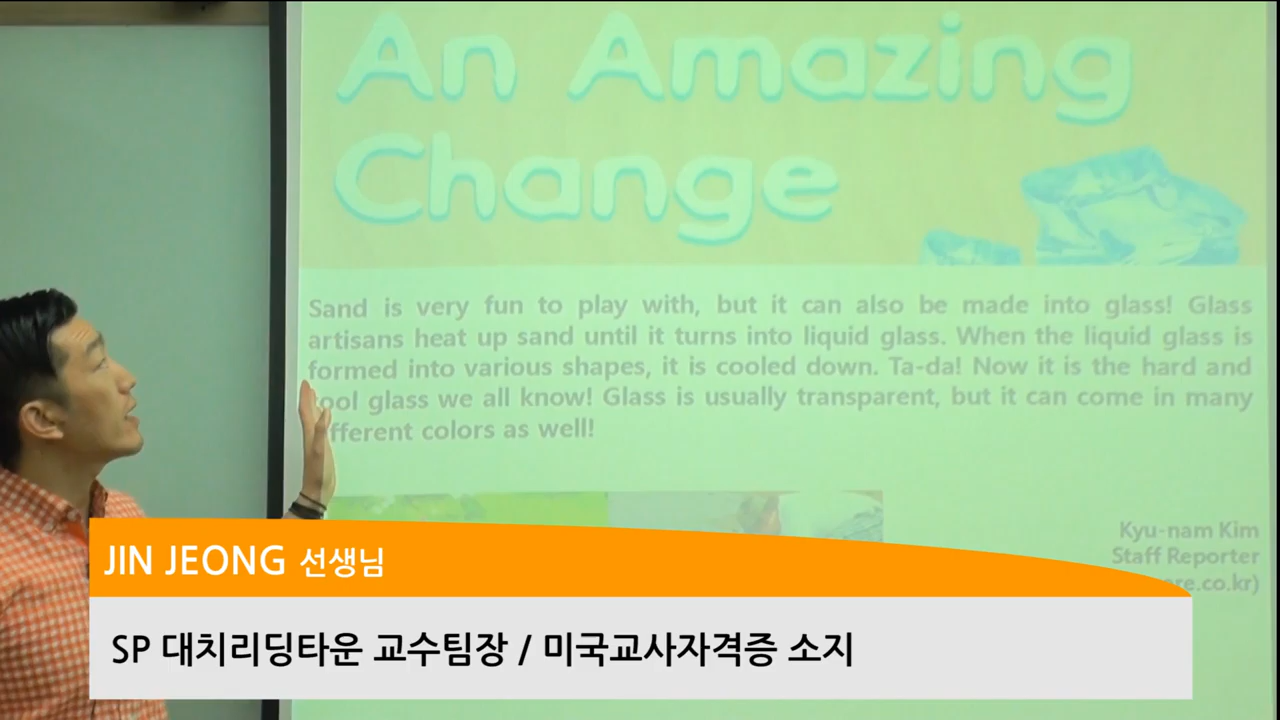 An Amazing
Change
Sand is very fun to play with, but it can also be made into glass! Glass
artisans heat up sand until it turns into liquid glass. When the liquid glass is
formed into various shapes, it is cooled down. Ta-da! Now it is the hard and
glass we all know! Glass is usually transparent, but it can come in many
colors as well!
Kyu-nam Kim
Staff Reporter
JIN JEONG 선생님
SP 대치리딩타운 교수팀장 / 미국교사자격증 소지